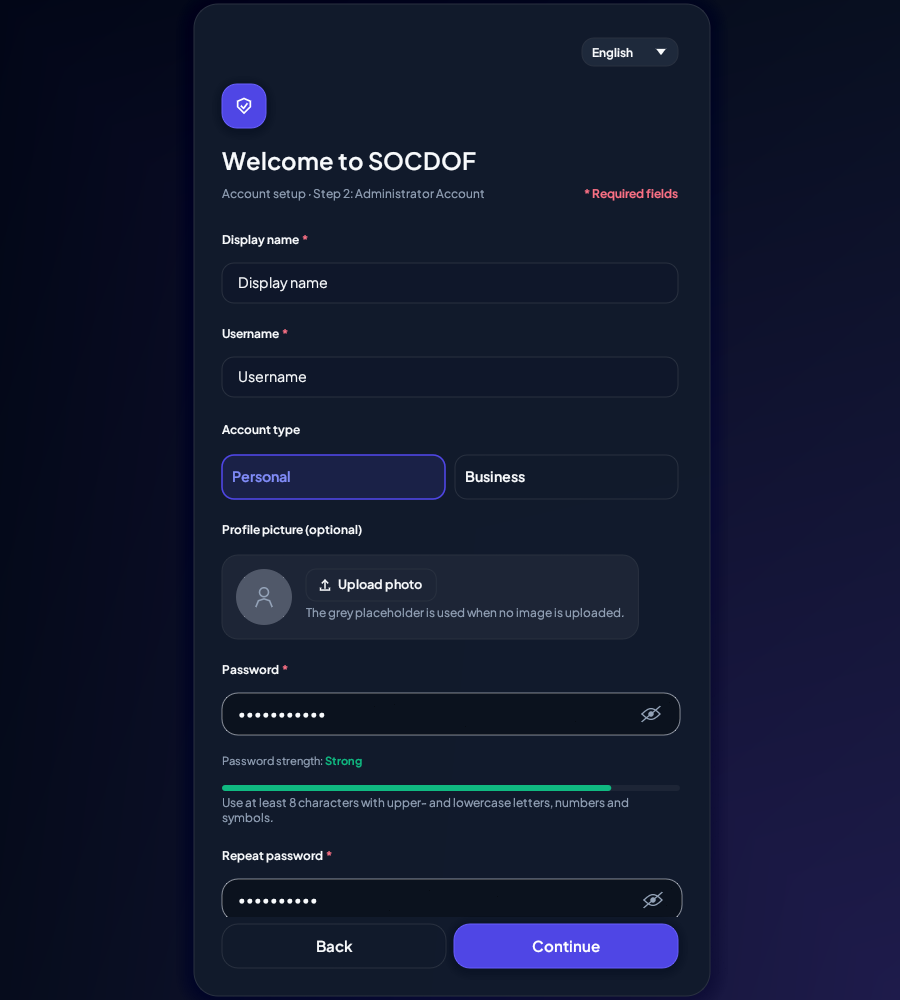 English
Welcome to SOCDOF
Account setup · Step 2: Administrator Account
* Required fields
Display name *
Display name
Username *
Username
Account type
Personal
Business
Profile picture (optional)
Upload photo
The grey placeholder is used when no image is uploaded.
Password *
•••••••••••
Password strength: Strong
Use at least 8 characters with upper- and lowercase letters, numbers and
symbols.
Repeat password *
••••••••••
Back
Continue